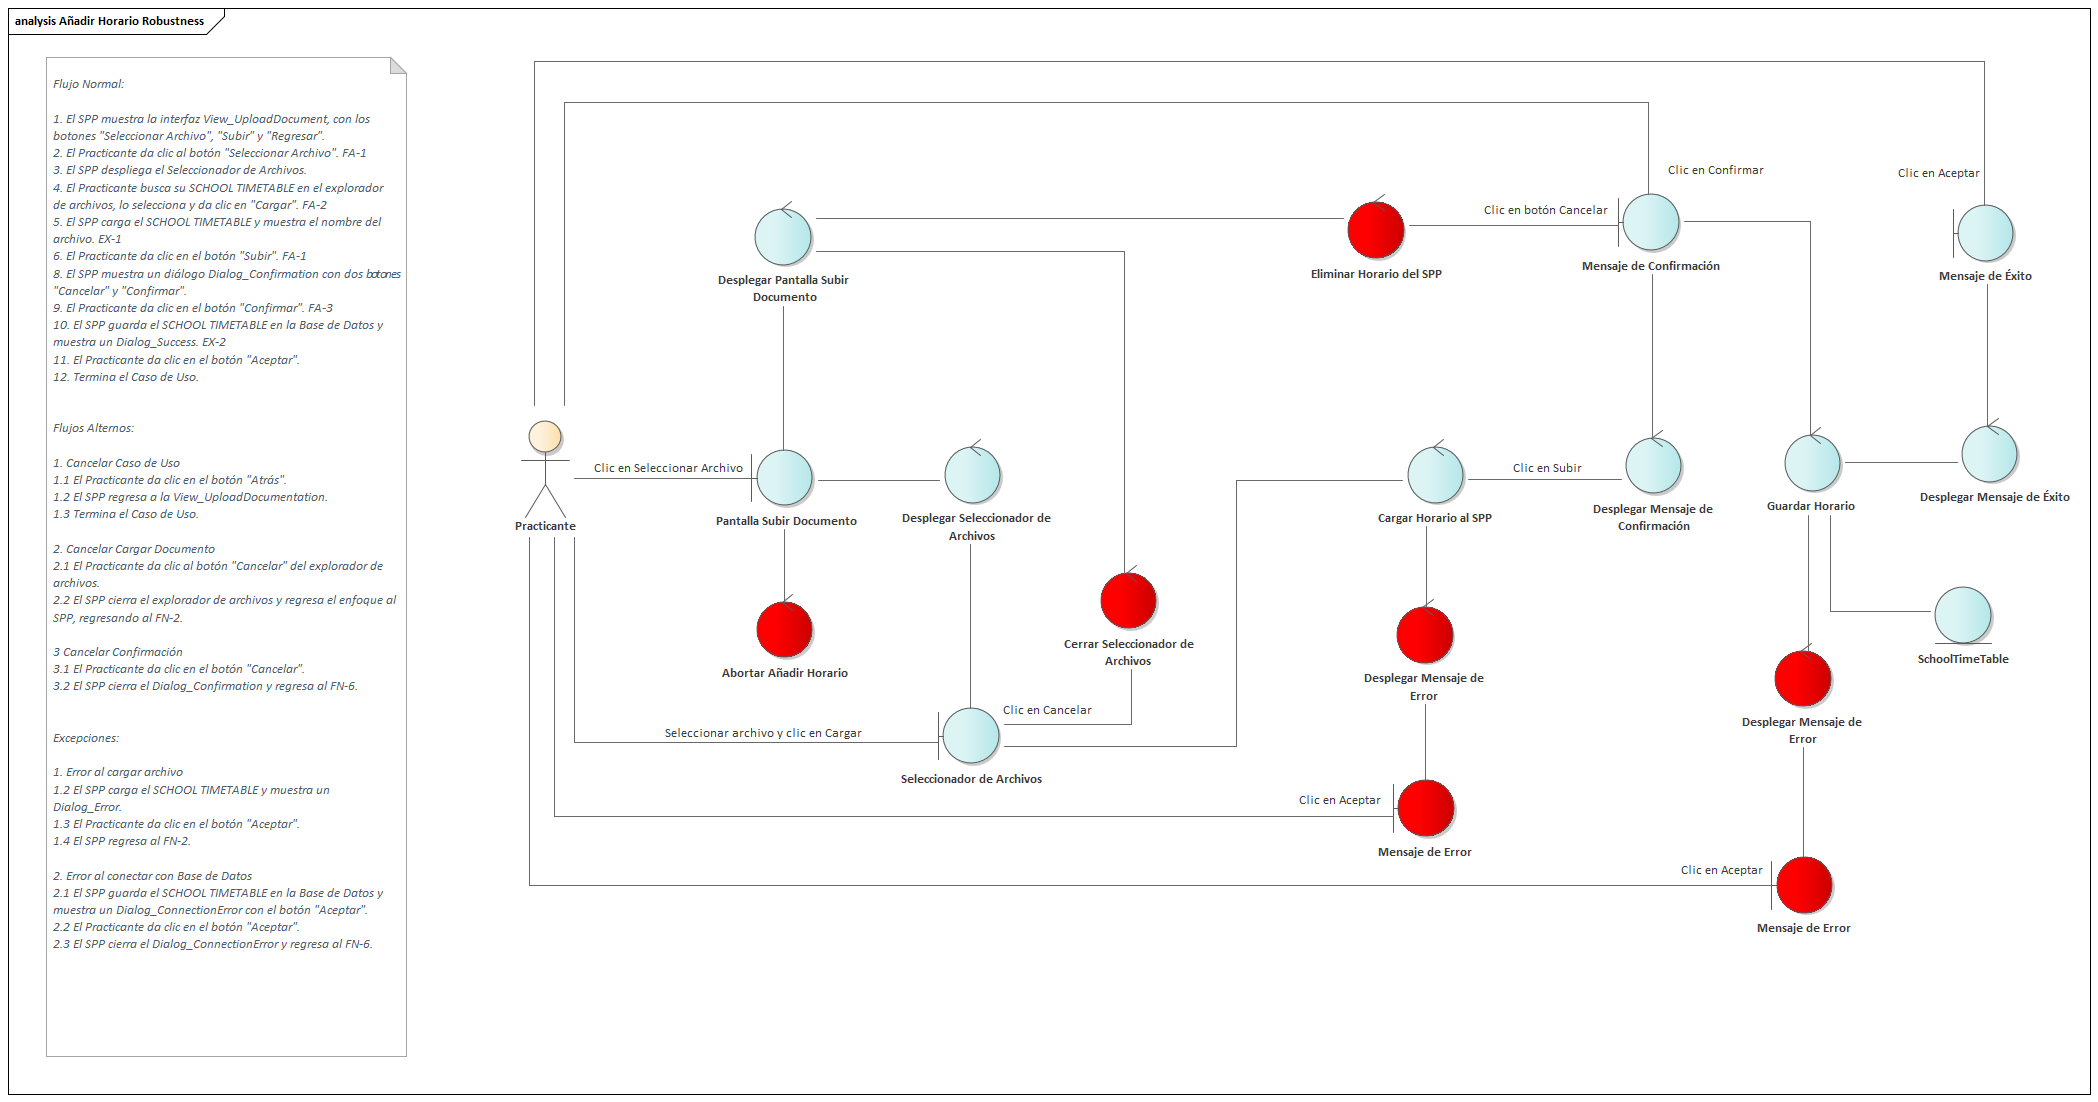 analysis Añadir Horario Robustness
Flujo Normal:
1. El SPP muestra la interfaz View_UploadDocument, con los
botones "Seleccionar Archivo", "Subir" y "Regresar".
2. El Practicante da clic al botón "Seleccionar Archivo". FA-1
3. El SPP despliega el Seleccionador de Archivos.
4. El Practicante busca su SCHOOL TIMETABLE en el explorador
de archivos, lo selecciona y da clic en "Cargar". FA-2
5. El SPP carga el SCHOOL TIMETABLE y muestra el nombre del
archivo. EX-1
6. El Practicante da clic en el botón "Subir". FA-1
8. El SPP muestra un diálogo Dialog_Confirmation con dos botones
"Cancelar" y "Confirmar".
9. El Practicante da clic en el botón "Confirmar". FA-3
10. El SPP guarda el SCHOOL TIMETABLE en la Base de Datos y
muestra un Dialog_Success. EX-2
11. El Practicante da clic en el botón "Aceptar".
12. Termina el Caso de Uso.
Flujos Alternos:
1. Cancelar Caso de Uso
1.1 El Practicante da clic en el botón "Atrás".
1.2 El SPP regresa a la View_UploadDocumentation.
1.3 Termina el Caso de Uso.
2. Cancelar Cargar Documento
2.1 El Practicante da clic al botón "Cancelar" del explorador de
archivos.
2.2 El SPP cierra el explorador de archivos y regresa el enfoque al
SPP, regresando al FN-2.
3 Cancelar Confirmación
3.1 El Practicante da clic en el botón "Cancelar".
3.2 El SPP cierra el Dialog_Confirmation y regresa al FN-6.
Excepciones:
1. Error al cargar archivo
1.2 El SPP carga el SCHOOL TIMETABLE y muestra un
Dialog_Error.
1.3 El Practicante da clic en el botón "Aceptar".
1.4 El SPP regresa al FN-2.
2. Error al conectar con Base de Datos
2.1 El SPP guarda el SCHOOL TIMETABLE en la Base de Datos y
muestra un Dialog_ConnectionError con el botón "Aceptar".
2.2 El Practicante da clic en el botón "Aceptar".
2.3 El SPP cierra el Dialog_ConnectionError y regresa al FN-6.
Clic en Confirmar
Clic en Aceptar
Clic en botón Cancelar
Desplegar Pantalla Subir
Documento
Eliminar Horario del SPP
Mensaje de Confirmación
Mensaje de Éxito
Practicante
Clic en Seleccionar Archivo
Pantalla Subir Documento
Desplegar Seleccionador de
Archivos
Cargar Horario al SPP
Clic en Subir
Desplegar Mensaje de
Confirmación
Guardar Horario
Desplegar Mensaje de Éxito
Abortar Añadir Horario
Cerrar Seleccionador de
Archivos
Desplegar Mensaje de
Error
SchoolTimeTable
Desplegar Mensaje de
Error
Clic en Cancelar
Seleccionar archivo y clic en Cargar
Seleccionador de Archivos
Clic en Aceptar
Mensaje de Error
Clic en Aceptar
Mensaje de Error